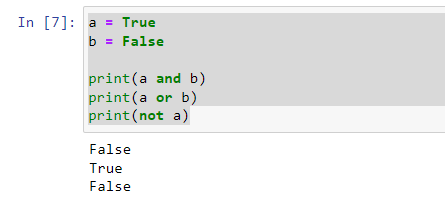 In [7]: a = True
b = False
print(a and b)
print(a or b)
print(not a)
False
True
False